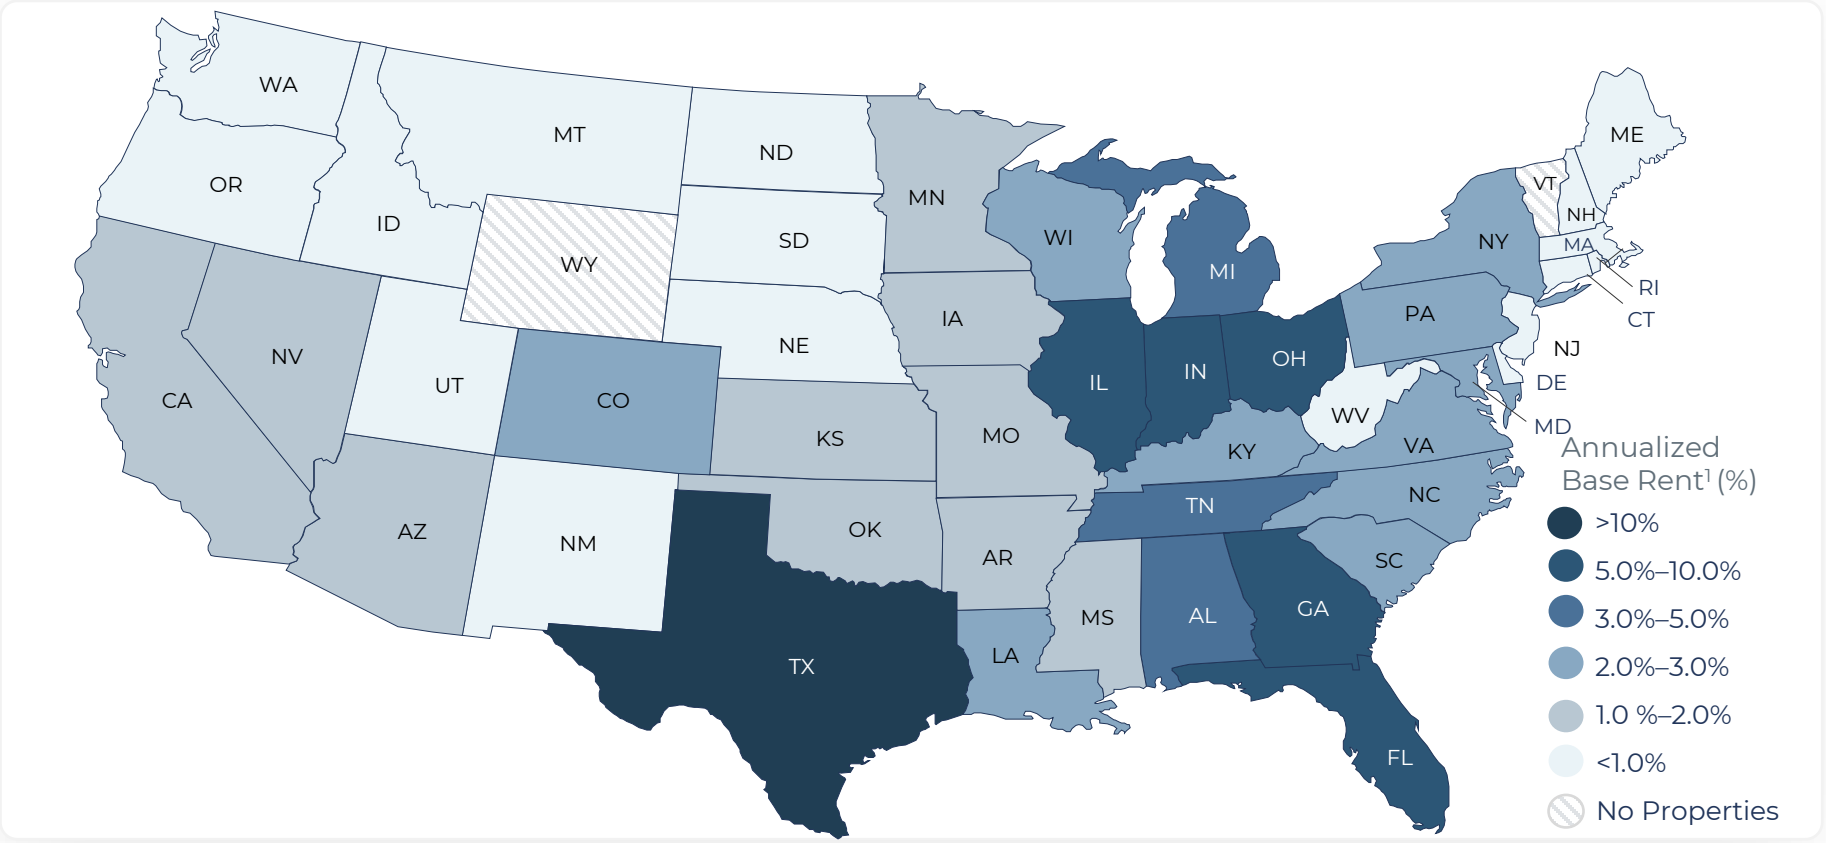 WA
MT
ND
OR
ID
SD
WY
MN
WI
MI
ME
VT
NH
NY
MA
RI
CT
NE
IA
PA
NJ
NV
UT
CO
CA
KS
MO
IL
IN
OH
DE
WV
MD
KY
VA
AZ
NM
OK
AR
TN
NC
SC
MS
AL
GA
LA
TX
FL
Annualized
Base Rent¹ (%)
>10%
5.0%–10.0%
3.0%–5.0%
2.0%–3.0%
1.0 %–2.0%
<1.0%
No Properties